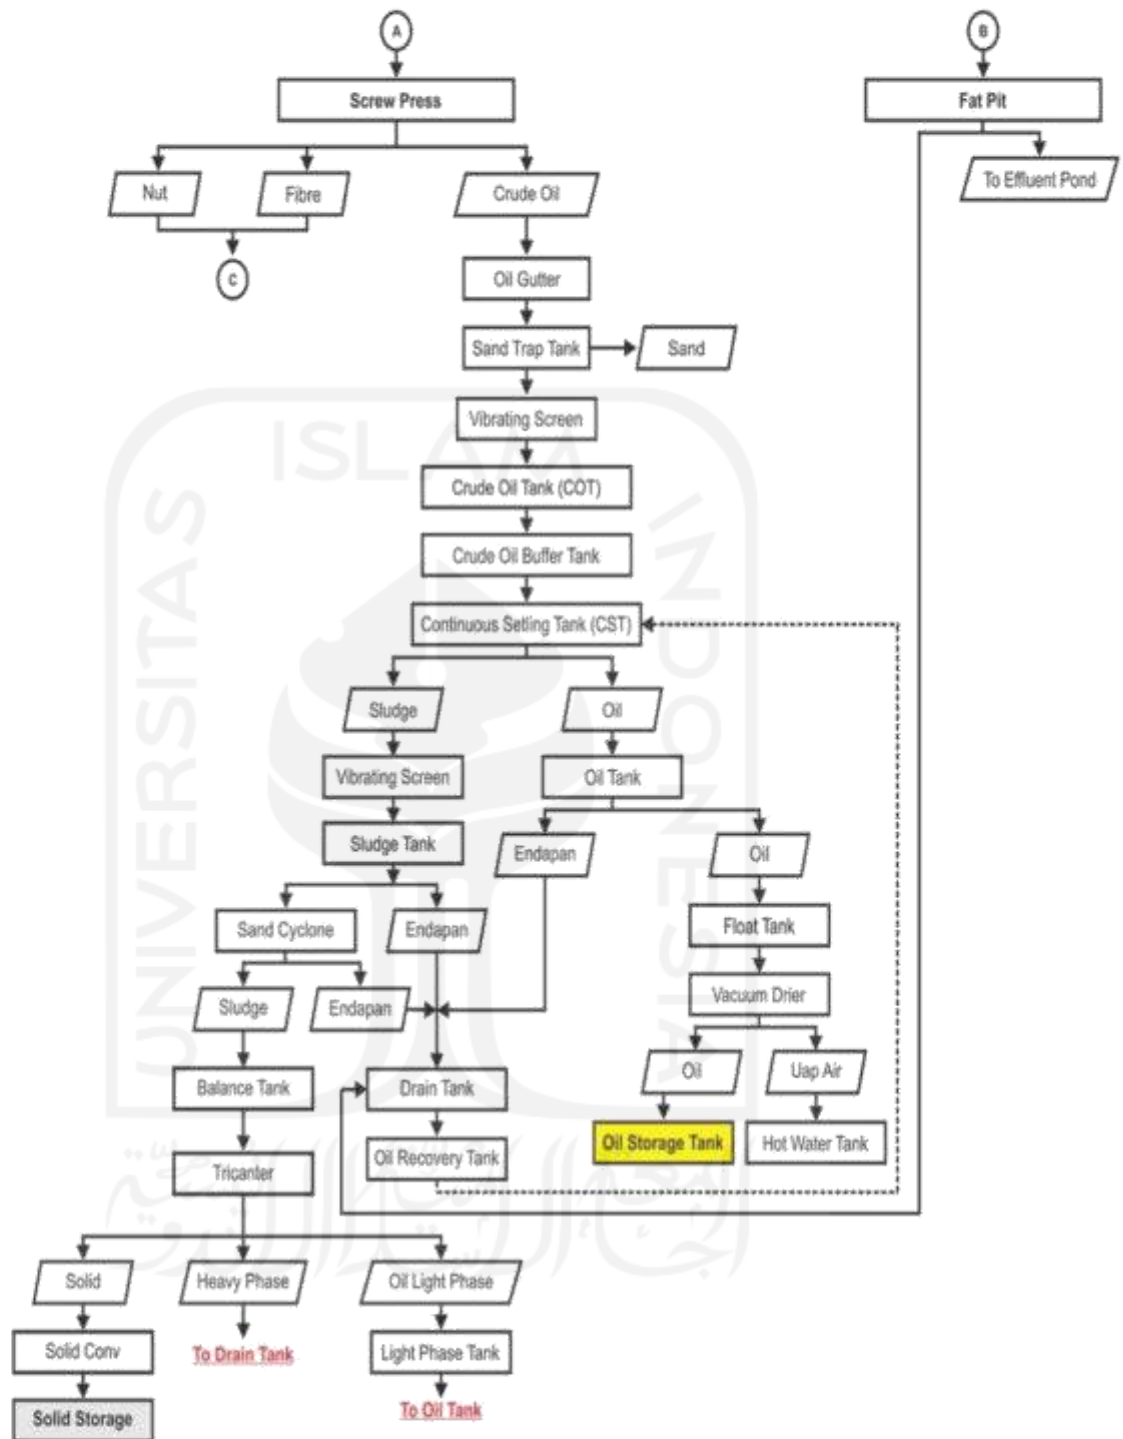 A
B
Screw Press
Fat Pit
Nut
Fibre
Crude Oil
To Effluent Pond
C
Oil Gutter
Sand Trap Tank
Sand
Vibrating Screen
Crude Oil Tank (COT)
Crude Oil Buffer Tank
Continuous Setling Tank (CST)
Sludge
Oil
Vibrating Screen
Oil Tank
Sludge Tank
Endapan
Oil
Sand Cyclone
Endapan
Float Tank
Sludge
Endapan
Vacuum Drier
Oil
Uap Air
Balance Tank
Drain Tank
Oil Storage Tank
Hot Water Tank
Tricanter
Oil Recovery Tank
Solid
Heavy Phase
Oil Light Phase
Solid Conv
To Drain Tank
Light Phase Tank
Solid Storage
To Oil Tank
UNIVERSITAS
ISLAM
INDONESIA